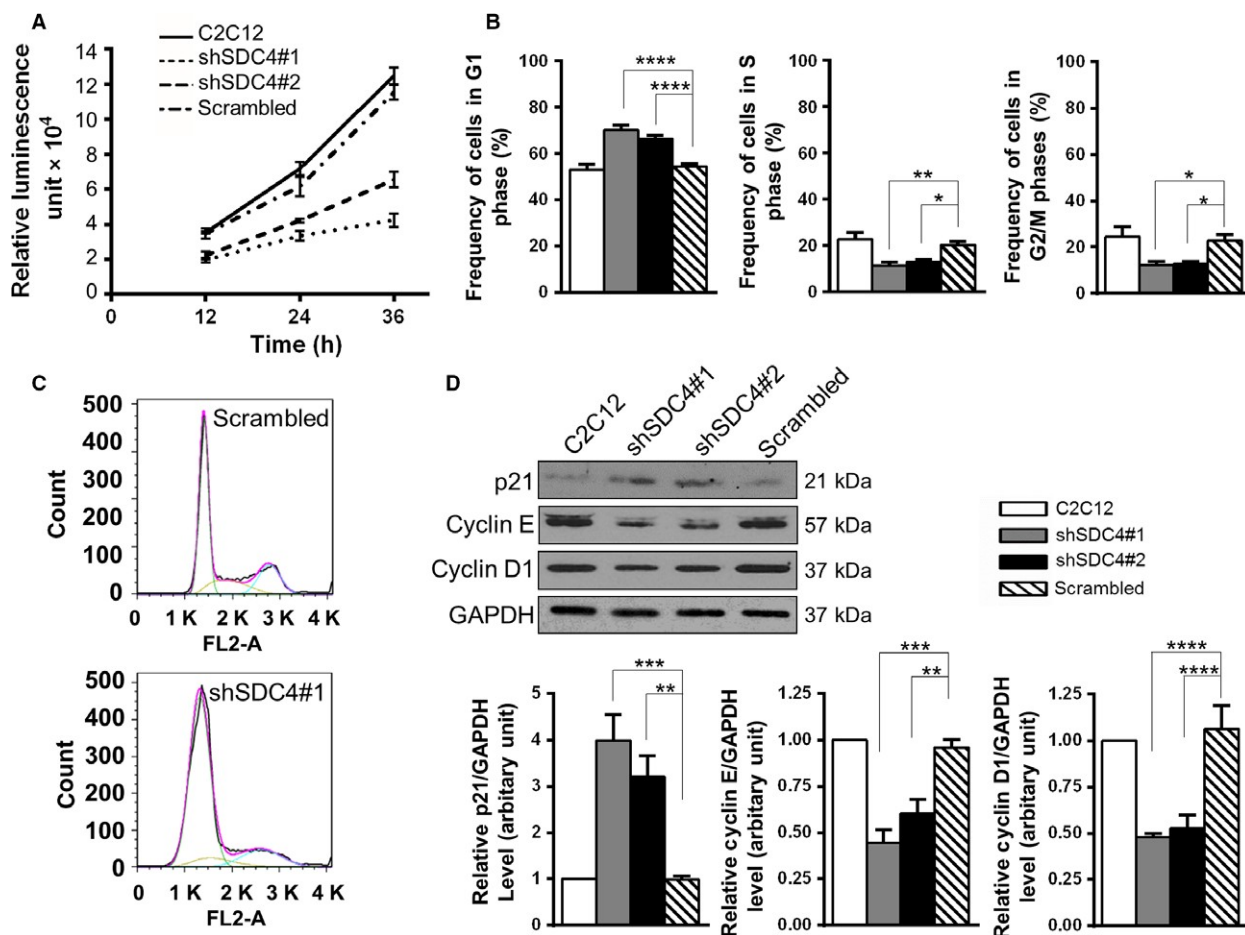 A
C2C12
shSDC4#1
shSDC4#2
Scrambled
Relative luminescence
unit × 10⁴
14
12
10
8
6
4
2
0
0
12
24
36
Time (h)
B
Frequency of cells in G1
phase (%)
100
80
60
40
20
0
****
****
Frequency of cells in S
phase (%)
100
80
60
40
20
0
**
*
Frequency of cells in
G2/M phases (%)
100
80
60
40
20
0
*
*
C
Scrambled
Count
500
400
300
200
100
0
0
1 K
2 K
3 K
4 K
FL2-A
shSDC4#1
Count
500
400
300
200
100
0
0
1 K
2 K
3 K
4 K
FL2-A
D
C2C12
shSDC4#1
shSDC4#2
Scrambled
p21
21 kDa
Cyclin E
57 kDa
Cyclin D1
37 kDa
GAPDH
37 kDa
C2C12
shSDC4#1
shSDC4#2
Scrambled
Relative p21/GAPDH
Level (arbitary unit)
5
4
3
2
1
0
***
**
Relative cyclin E/GAPDH
level (arbitary unit)
1.25
1.00
0.75
0.50
0.25
0.00
***
**
Relative cyclin D1/GAPDH
level (arbitary unit)
1.25
1.00
0.75
0.50
0.25
0.00
****
****